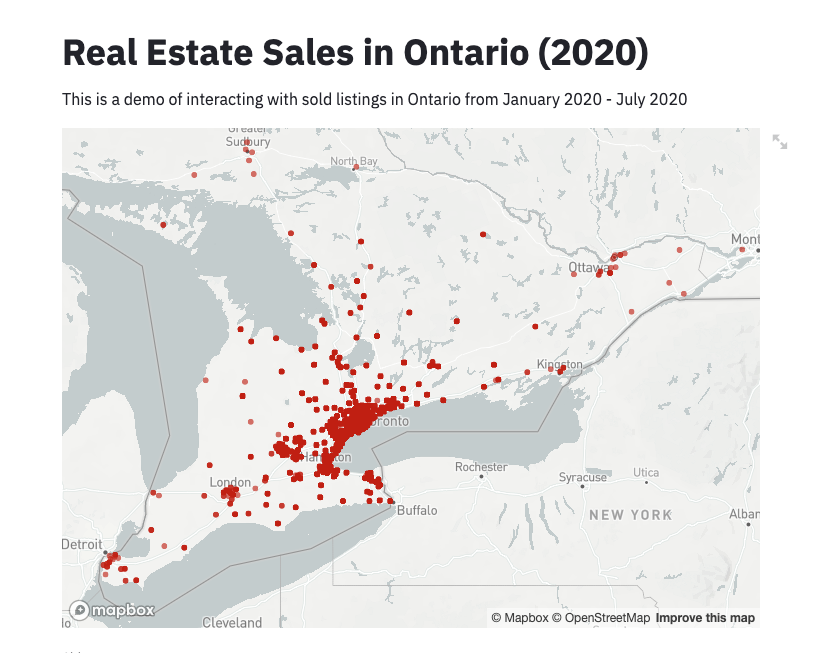 Real Estate Sales in Ontario (2020)
This is a demo of interacting with sold listings in Ontario from January 2020 - July 2020
Greater
Sudbury
North Bay
Mont
Ottawa
Kingston
oronto
Hamilton
London
Rochester
Syracuse
Utica
Buffalo
NEW YORK
Alban
Detroit
mapbox
© Mapbox © OpenStreetMap Improve this map
do
Cleveland